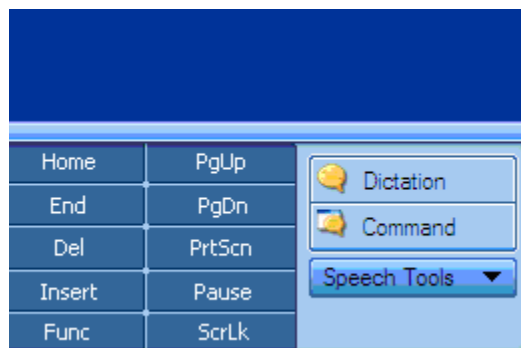 Home PgUp
End PgDn
Del PrtScn
Insert Pause
Func ScrLk
Dictation
Command
Speech Tools